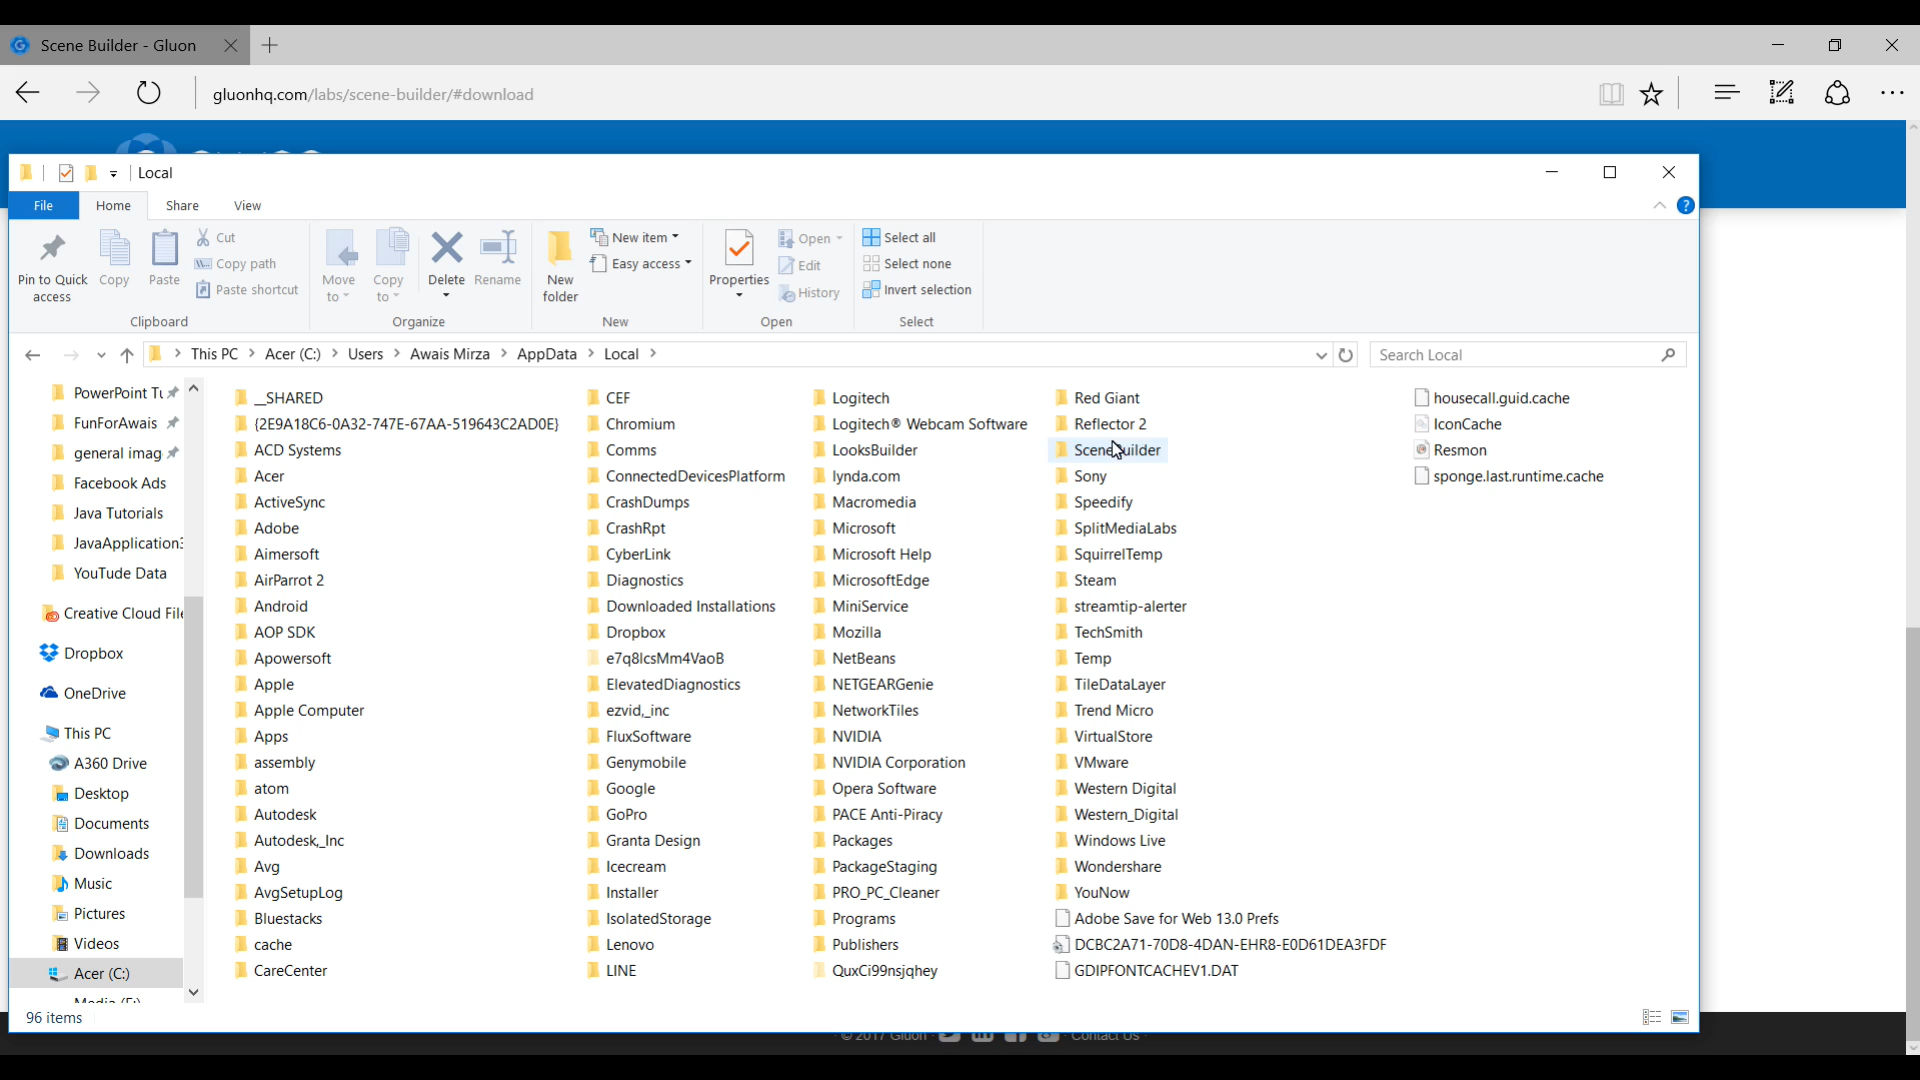 Scene Builder - Gluon
gluonhq.com/labs/scene-builder/#download
Local
File Home Share View
Pin to Quick access
Copy
Paste
Cut
Copy path
Paste shortcut
Clipboard
Move to
Copy to
Delete
Rename
Organize
New folder
New item
Easy access
New
Properties
Open
Edit
History
Open
Select all
Select none
Invert selection
Select
This PC > Acer (C:) > Users > Awais Mirza > AppData > Local >
Search Local
PowerPoint Tu
FunForAwais
general imag
Facebook Ads
Java Tutorials
JavaApplication3
YouTude Data
Creative Cloud File
Dropbox
OneDrive
This PC
A360 Drive
Desktop
Documents
Downloads
Music
Pictures
Videos
Acer (C:)
__SHARED
{2E9A18C6-0A32-747E-67AA-519643C2AD0E}
ACD Systems
Acer
ActiveSync
Adobe
Aimersoft
AirParrot 2
Android
AOP SDK
Apowersoft
Apple
Apple Computer
Apps
assembly
atom
Autodesk
Autodesk,_Inc
Avg
AvgSetupLog
Bluestacks
cache
CareCenter
CEF
Chromium
Comms
ConnectedDevicesPlatform
CrashDumps
CrashRpt
CyberLink
Diagnostics
Downloaded Installations
Dropbox
e7q8lcsMm4VaoB
ElevatedDiagnostics
ezvid,_inc
FluxSoftware
Genymobile
Google
GoPro
Granta Design
Icecream
Installer
IsolatedStorage
Lenovo
LINE
Logitech
Logitech® Webcam Software
LooksBuilder
lynda.com
Macromedia
Microsoft
Microsoft Help
MicrosoftEdge
MiniService
Mozilla
NetBeans
NETGEARGenie
NetworkTiles
NVIDIA
NVIDIA Corporation
Opera Software
PACE Anti-Piracy
Packages
PackageStaging
PRO_PC_Cleaner
Programs
Publishers
QuxCi99nsjqhey
Red Giant
Reflector 2
SceneBuilder
Sony
Speedify
SplitMediaLabs
SquirrelTemp
Steam
streamtip-alerter
TechSmith
Temp
TileDataLayer
Trend Micro
VirtualStore
VMware
Western Digital
Western_Digital
Windows Live
Wondershare
YouNow
Adobe Save for Web 13.0 Prefs
DCBC2A71-70D8-4DAN-EHR8-E0D61DEA3FDF
GDIPFONTCACHEV1.DAT
housecall.guid.cache
IconCache
Resmon
sponge.last.runtime.cache
96 items
© 2017 Gluon
Contact Us